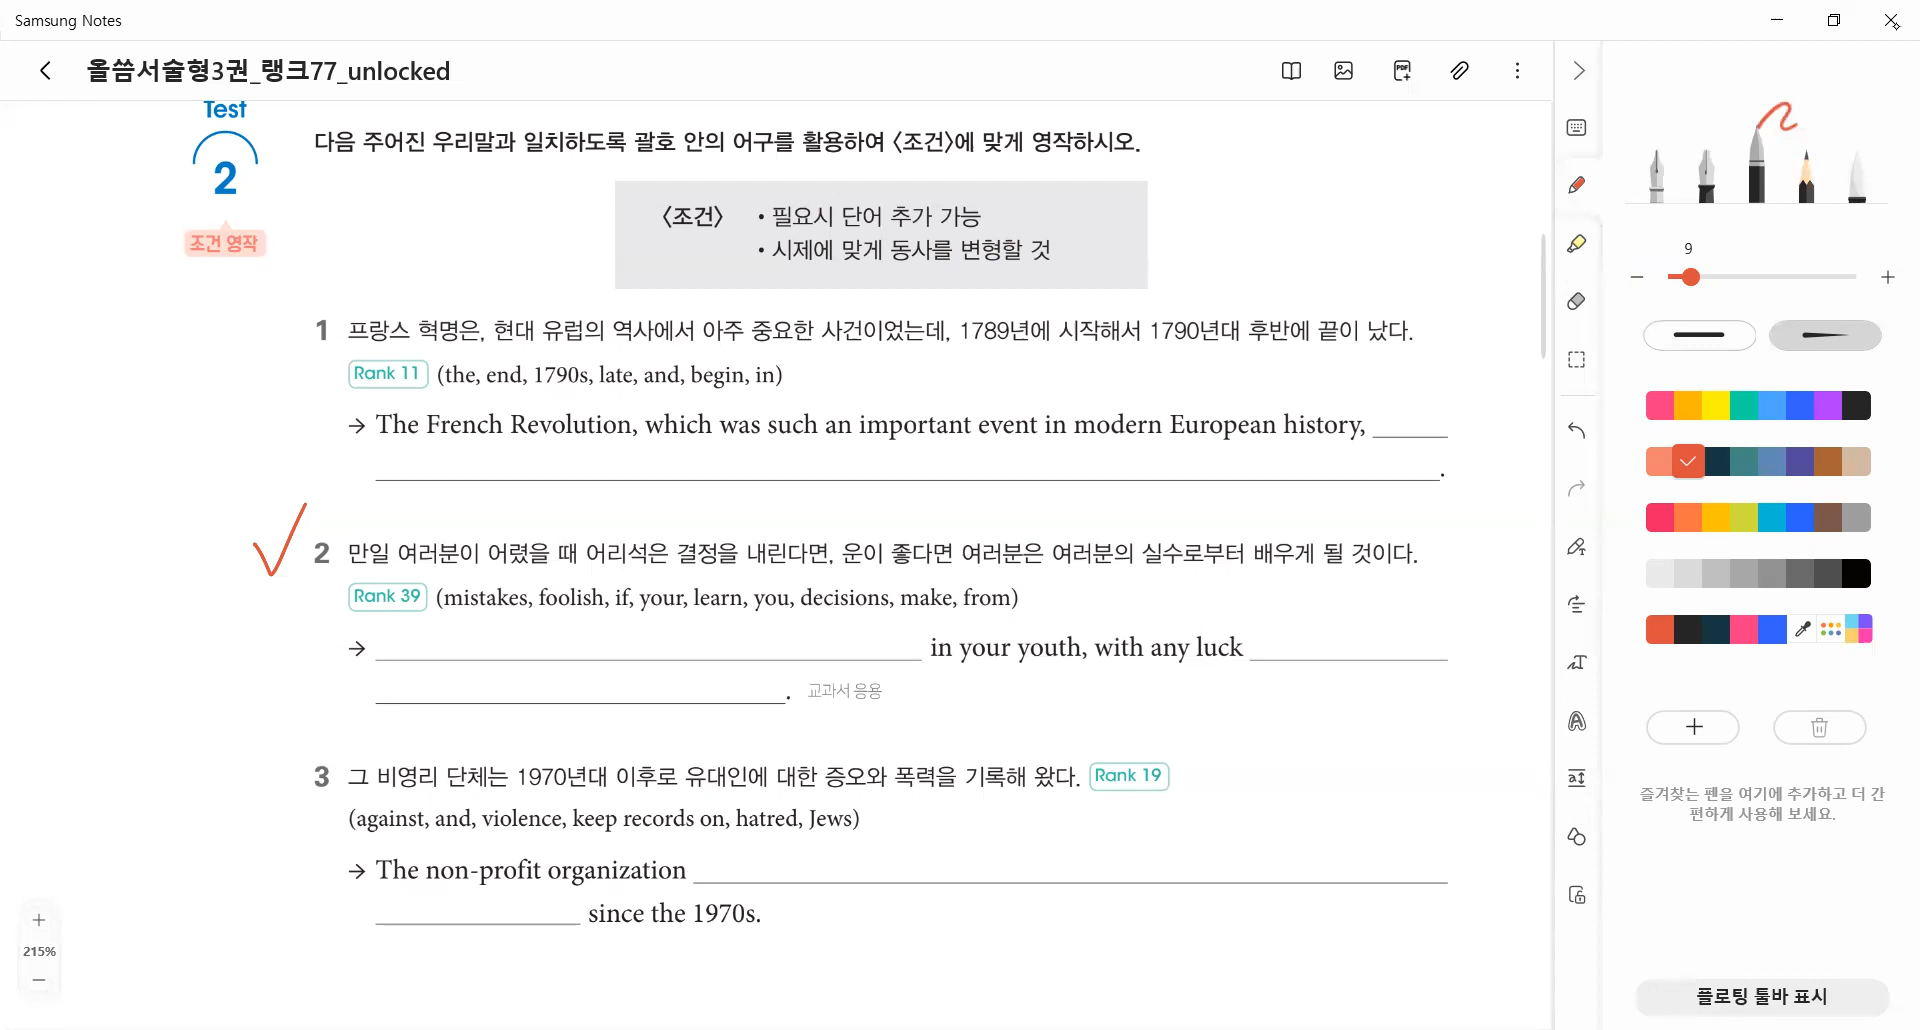 Samsung Notes
올씀서술형3권_랭크77_unlocked
Test
2
조건 영작
다음 주어진 우리말과 일치하도록 괄호 안의 어구를 활용하여 〈조건〉에 맞게 영작하시오.
〈조건〉 • 필요시 단어 추가 가능
• 시제에 맞게 동사를 변형할 것
1 프랑스 혁명은, 현대 유럽의 역사에서 아주 중요한 사건이었는데, 1789년에 시작해서 1790년대 후반에 끝이 났다.
Rank 11 (the, end, 1790s, late, and, begin, in)
→ The French Revolution, which was such an important event in modern European history, ______
______.
2 만일 여러분이 어렸을 때 어리석은 결정을 내린다면, 운이 좋다면 여러분은 여러분의 실수로부터 배우게 될 것이다.
Rank 39 (mistakes, foolish, if, your, learn, you, decisions, make, from)
→ ______ in your youth, with any luck ______
______. 교과서 응용
3 그 비영리 단체는 1970년대 이후로 유대인에 대한 증오와 폭력을 기록해 왔다. Rank 19
(against, and, violence, keep records on, hatred, Jews)
→ The non-profit organization ______
______ since the 1970s.
215%
PDF
9
즐겨찾는 펜을 여기에 추가하고 더 간
편하게 사용해 보세요.
플로팅 툴바 표시